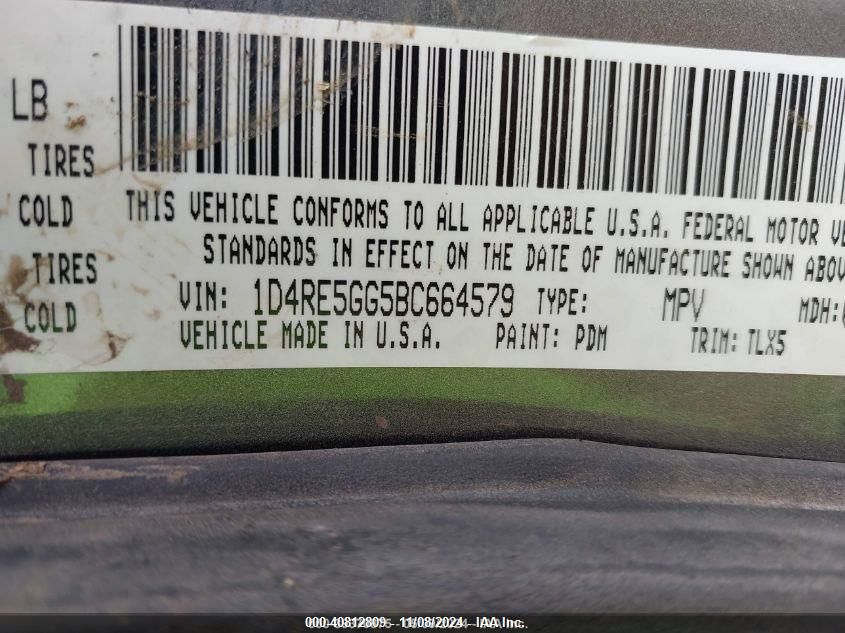 LB
TIRES
COLD
THIS VEHICLE CONFORMS TO ALL APPLICABLE U.S.A. FEDERAL MOTOR
STANDARDS IN EFFECT ON THE DATE OF MANUFACTURE SHOWN ABOV
TIRES
VIN: 1D4RE5GG5BC664579 TYPE: MPV MDH:
COLD
VEHICLE MADE IN U.S.A. PAINT: PDM TRIM: TLX5
000-40812809 11/08/2024 IAA Inc.